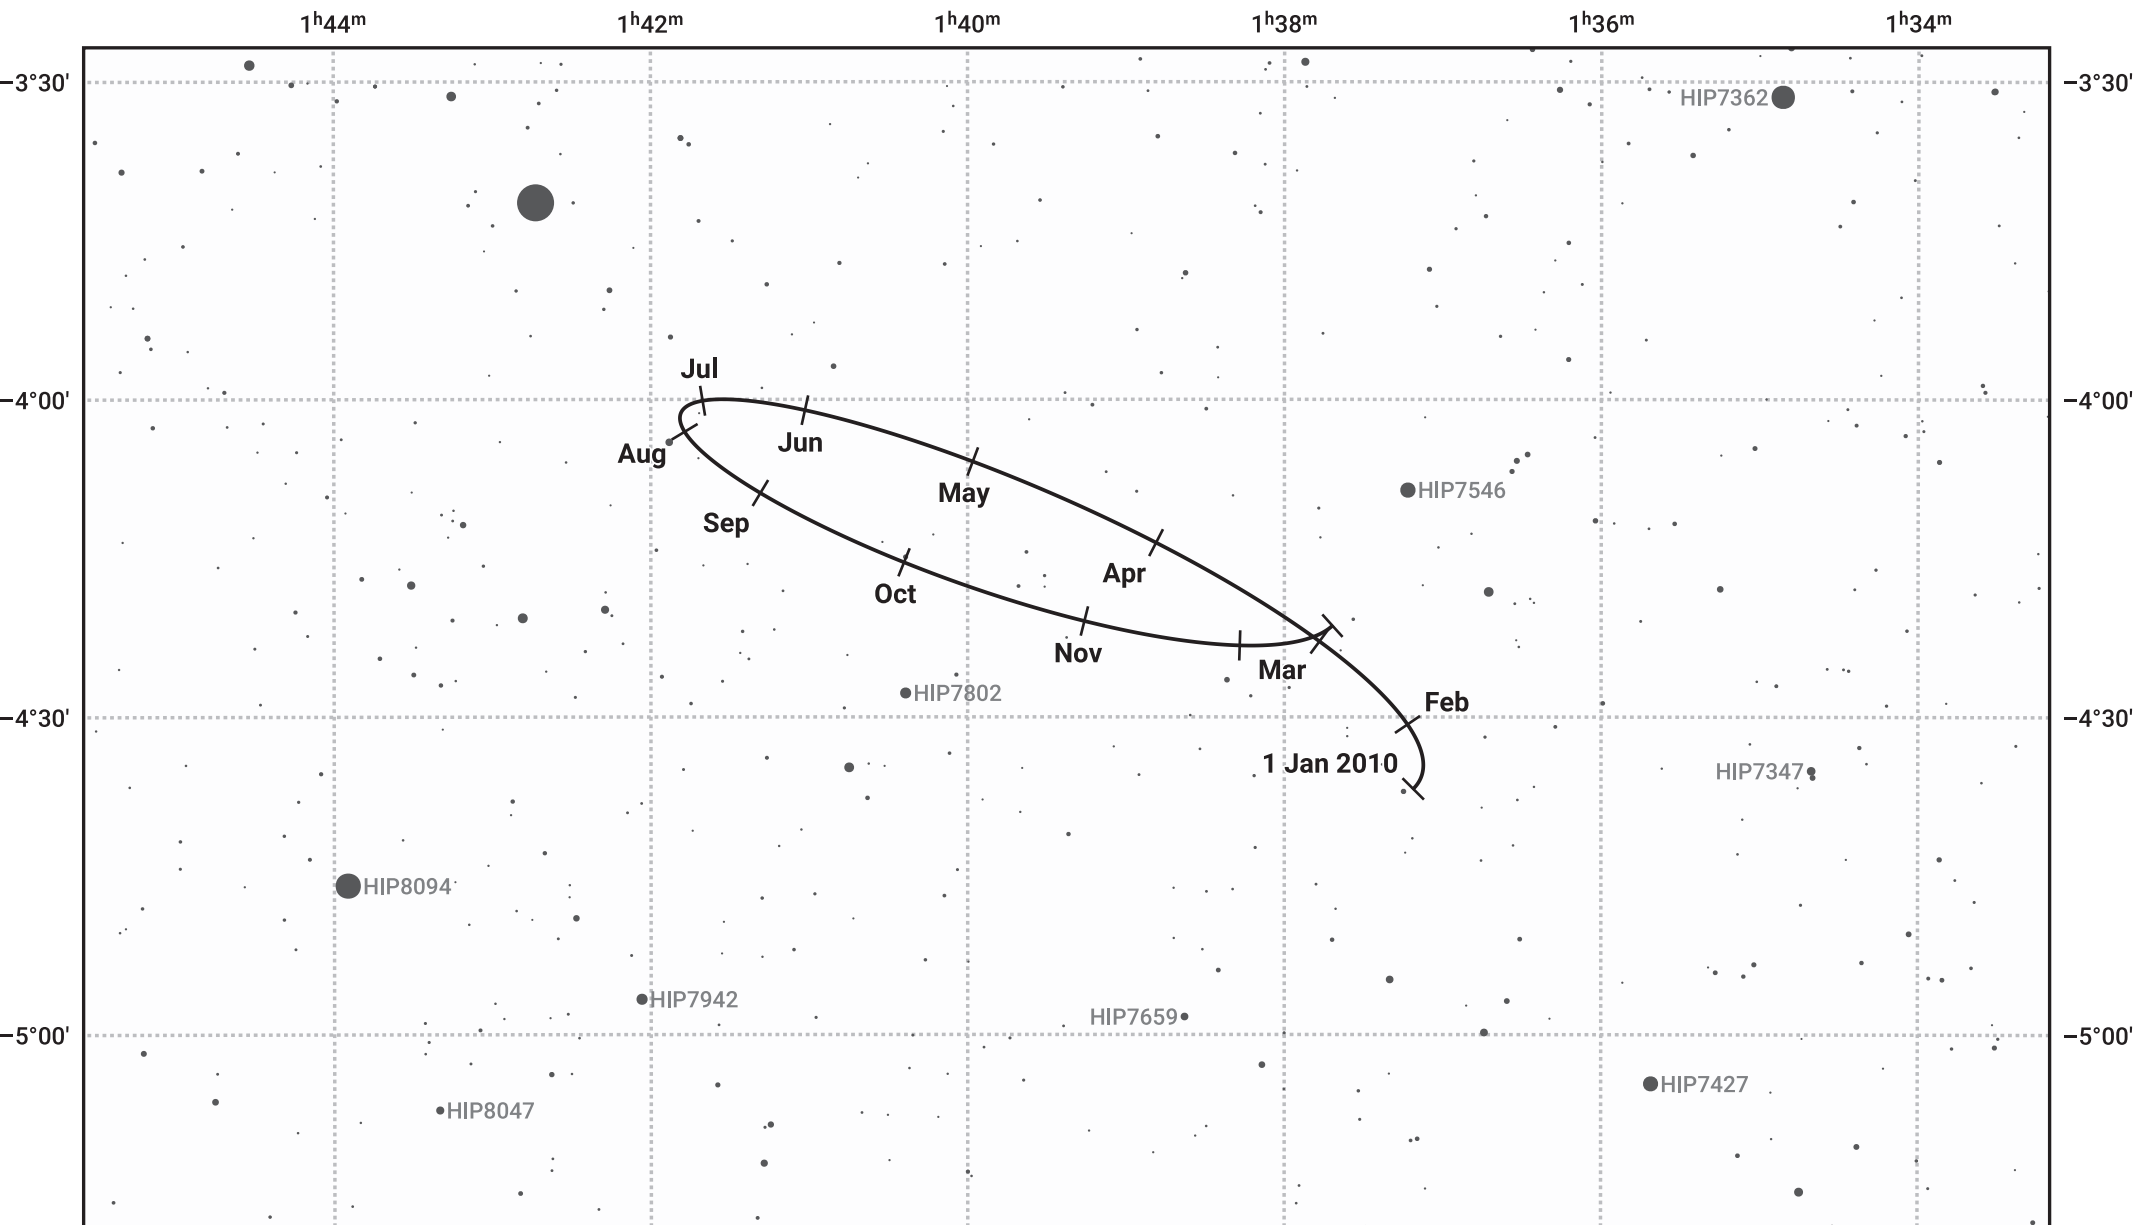 1ʰ44ᵐ 1ʰ42ᵐ 1ʰ40ᵐ 1ʰ38ᵐ 1ʰ36ᵐ 1ʰ34ᵐ
−3°30' −3°30'
HIP7362
Jul
−4°00' −4°00'
Jun
Aug
May
HIP7546
Sep
Apr
Oct
Nov
Mar
HIP7802
Feb
−4°30' −4°30'
1 Jan 2010
HIP7347
HIP8094
HIP7942
HIP7659
−5°00' −5°00'
HIP7427
HIP8047